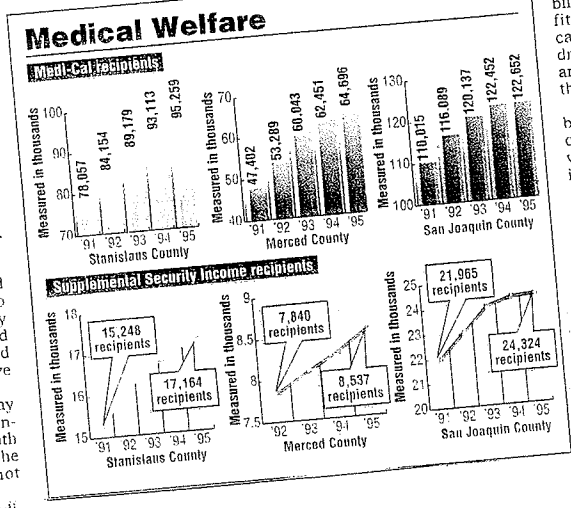 Medical Welfare
Medi-Cal recipients
Measured in thousands
100
90
80
70
78,057
84,154
89,179
93,113
95,259
'91 '92 '93 '94 '95
Stanislaus County
Measured in thousands
70
60
50
40
47,402
53,289
60,043
62,451
64,696
'91 '92 '93 '94 '95
Merced County
Measured in thousands
130
120
110
100
110,015
116,089
120,137
122,452
122,652
'91 '92 '93 '94 '95
San Joaquin County
Supplemental Security Income recipients
Measured in thousands
18
17
16
15
15,248
recipients
17,164
recipients
'91 '92 '93 '94 '95
Stanislaus County
Measured in thousands
9
8.5
8
7.5
7,840
recipients
8,537
recipients
'92 '93 '94 '95
Merced County
Measured in thousands
25
24
23
22
21
20
21,965
recipients
24,324
recipients
'91 '92 '93 '94 '95
San Joaquin County